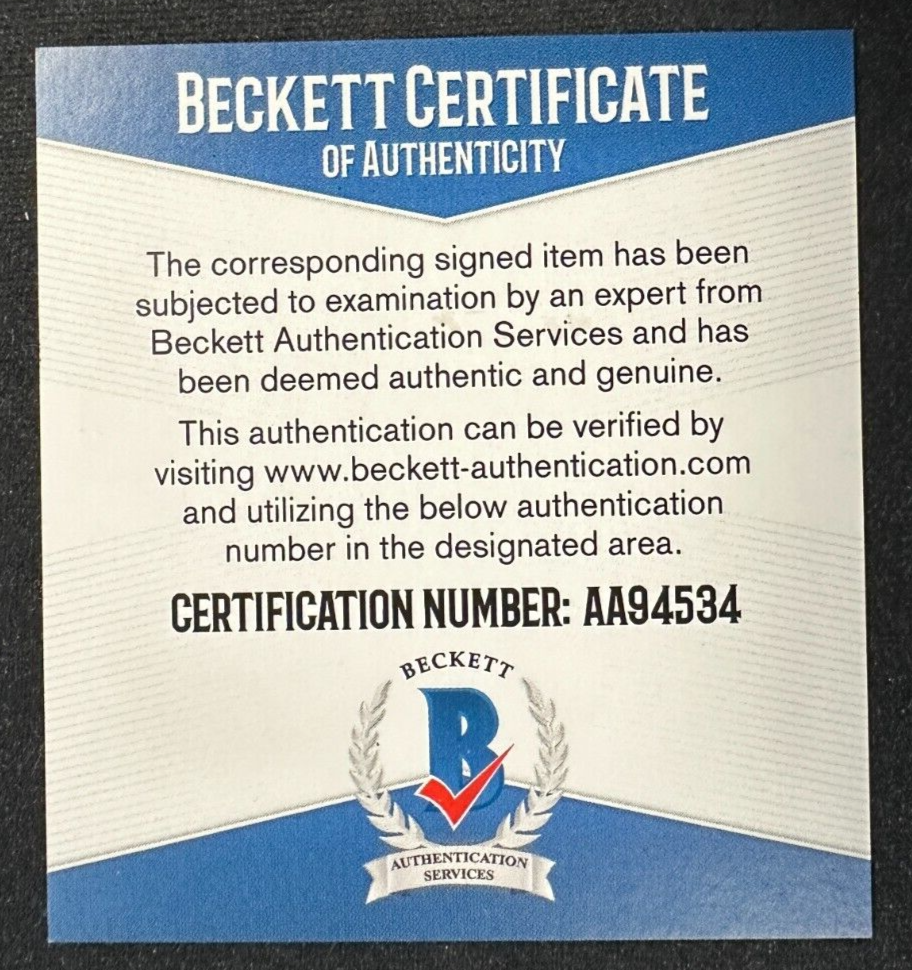 BECKETT CERTIFICATE
OF AUTHENTICITY
The corresponding signed item has been
subjected to examination by an expert from
Beckett Authentication Services and has
been deemed authentic and genuine.
This authentication can be verified by
visiting www.beckett-authentication.com
and utilizing the below authentication
number in the designated area.
CERTIFICATION NUMBER: AA94534
BECKETT
B
AUTHENTICATION
SERVICES